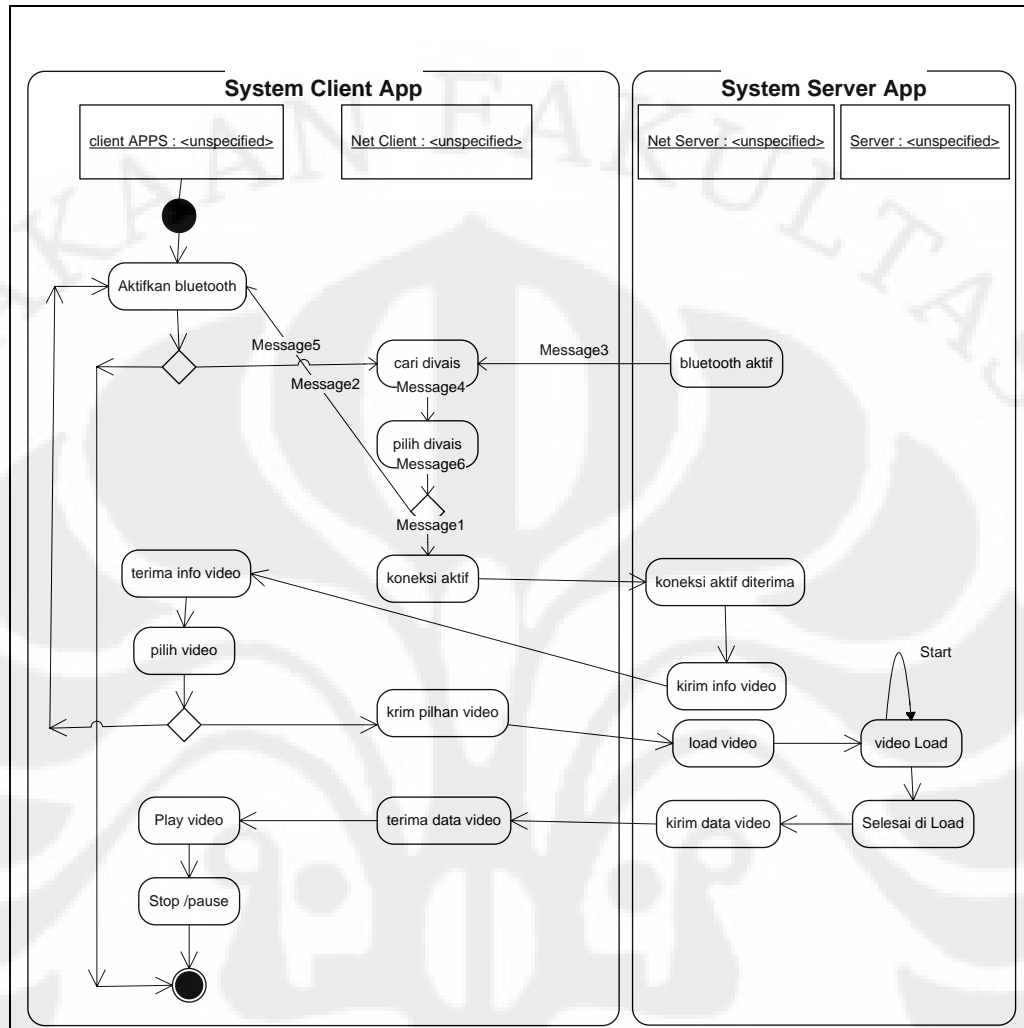 System Client App
System Server App
client APPS : <unspecified>
Net Client : <unspecified>
Net Server : <unspecified>
Server : <unspecified>
Aktifkan bluetooth
Message5
Message2
cari divais
Message3
bluetooth aktif
Message4
pilih divais
Message6
Message1
terima info video
koneksi aktif
koneksi aktif diterima
pilih video
kirim info video
Start
krim pilhan video
load video
video Load
Play video
terima data video
kirim data video
Selesai di Load
Stop /pause
KAAN FAKULTAS